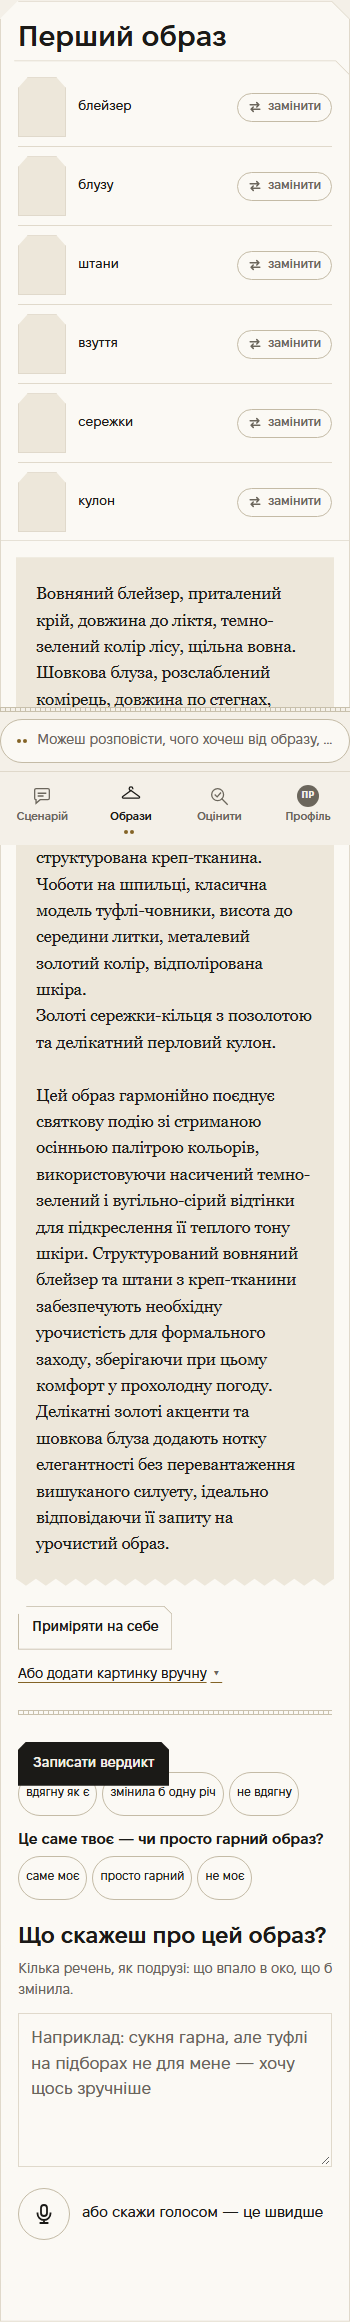 Перший образ
блейзер
замінити
блузу
замінити
штани
замінити
взуття
замінити
сережки
замінити
кулон
замінити
Вовняний блейзер, приталений
крій, довжина до ліктя, темно-
зелений колір лісу, щільна вовна.
Шовкова блуза, розслаблений
комірець, довжина по стегнах,
Можеш розповісти, чого хочеш від образу, ...
Сценарій
Образи
Оцінити
ПР
Профіль
структурована креп-тканина.
Чоботи на шпильці, класична
модель туфлі-човники, висота до
середини литки, металевий
золотий колір, відполірована
шкіра.
Золоті сережки-кільця з позолотою
та делікатний перловий кулон.
Цей образ гармонійно поєднує
святкову подію зі стриманою
осінньою палітрою кольорів,
використовуючи насичений темно-
зелений і вугільно-сірий відтінки
для підкреслення її теплого тону
шкіри. Структурований вовняний
блейзер та штани з креп-тканини
забезпечують необхідну
урочистість для формального
заходу, зберігаючи при цьому
комфорт у прохолодну погоду.
Делікатні золоті акценти та
шовкова блуза додають нотку
елегантності без перевантаження
вишуканого силуету, ідеально
відповідаючи її запиту на
урочистий образ.
Приміряти на себе
Або додати картинку вручну
Записати вердикт
вдягну як є
змінила б одну річ
не вдягну
Це саме твоє — чи просто гарний образ?
саме моє
просто гарний
не моє
Що скажеш про цей образ?
Кілька речень, як подрузі: що впало в око, що б
змінила.
Наприклад: сукня гарна, але туфлі
на підборах не для мене — хочу
щось зручніше
або скажи голосом — це швидше